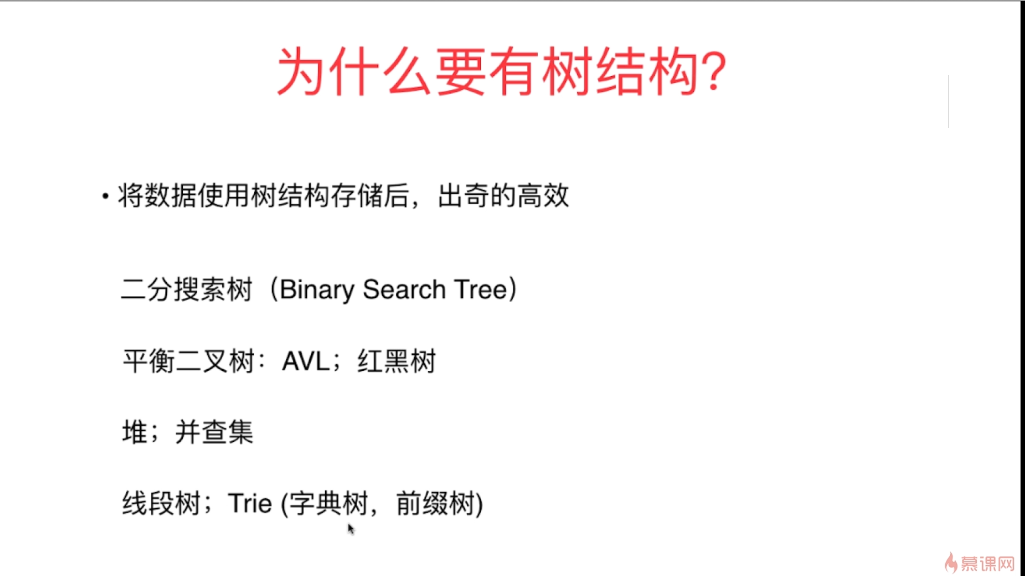 为什么要有树结构?
• 将数据使用树结构存储后，出奇的高效
二分搜索树（Binary Search Tree）
平衡二叉树：AVL；红黑树
堆；并查集
线段树；Trie (字典树，前缀树)
慕课网